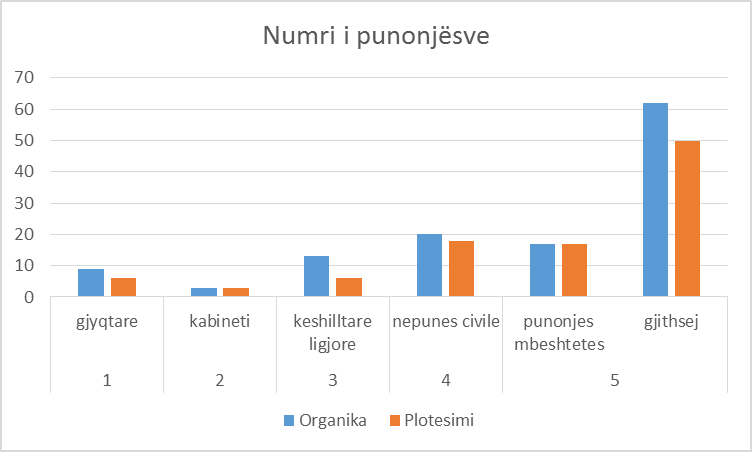 Numri i punonjësve
70
60
50
40
30
20
10
0
gjyqtare kabineti keshilltare ligjore nepunes civile punonjes mbeshtetes gjithsej
1 2 3 4 5
Organika Plotesimi